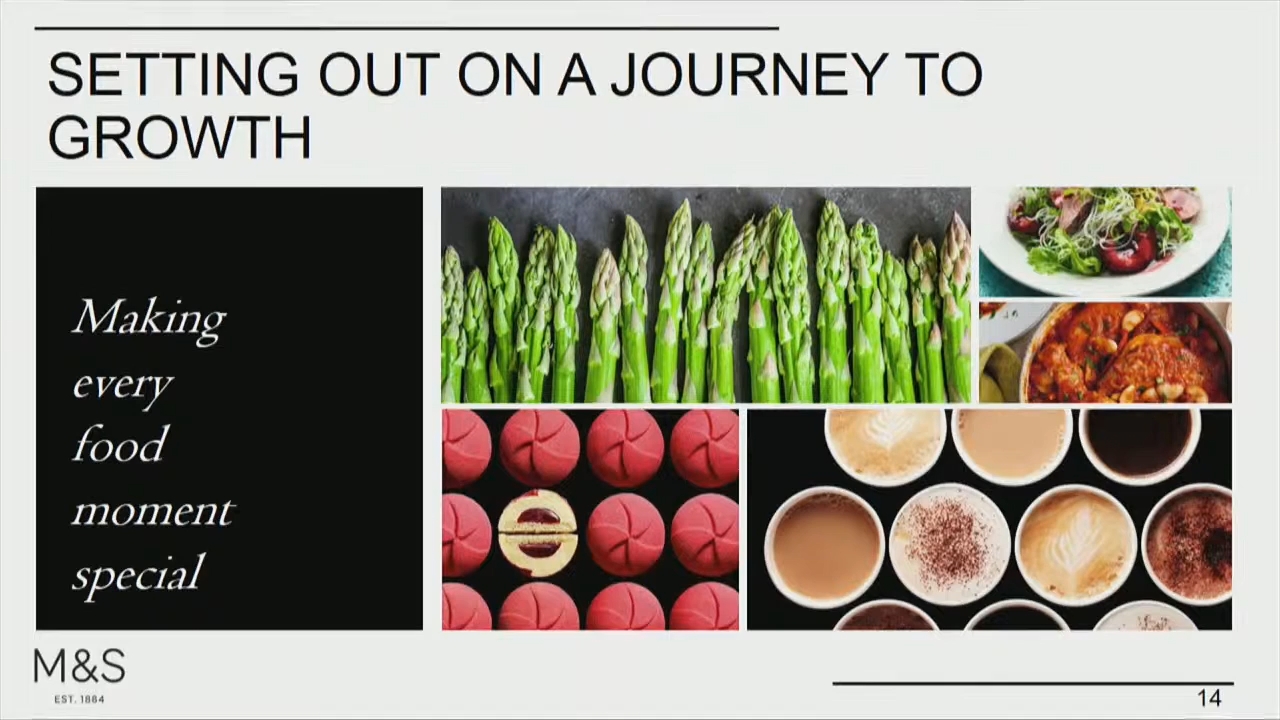 SETTING OUT ON A JOURNEY TO
GROWTH
Making
every
food
moment
special
M&S
EST. 1884
14